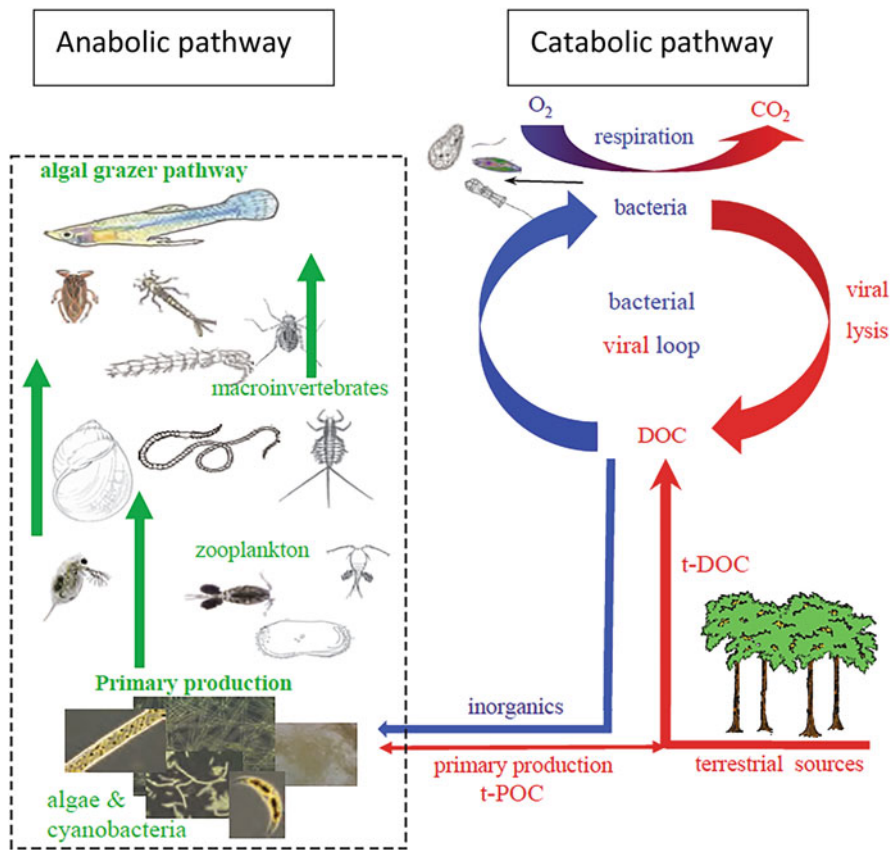 Anabolic pathway
Catabolic pathway
algal grazer pathway
macroinvertebrates
zooplankton
Primary production
algae &
cyanobacteria
O₂
CO₂
respiration
bacteria
bacterial
viral loop
viral
lysis
DOC
t-DOC
inorganics
primary production
t-POC
terrestrial sources